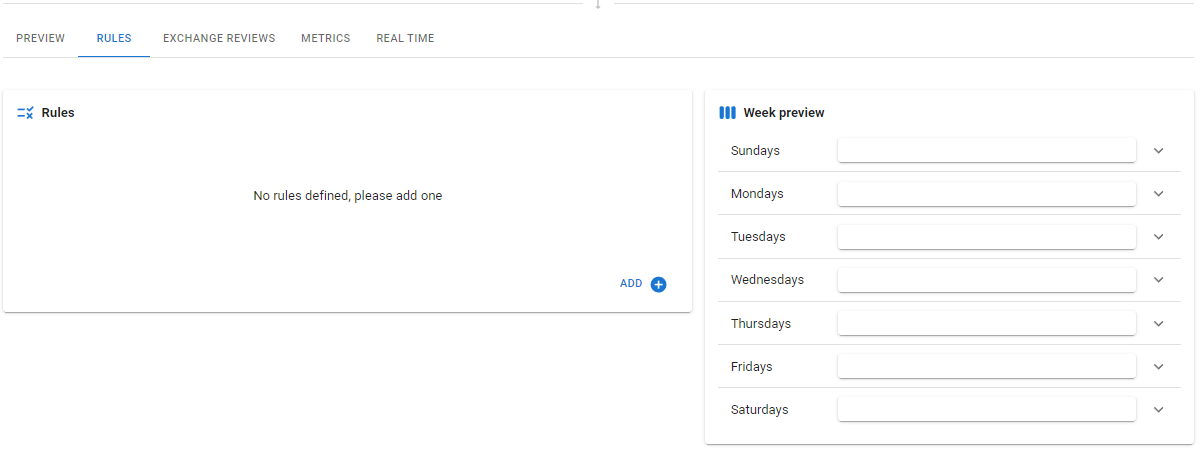 PREVIEW RULES EXCHANGE REVIEWS METRICS REAL TIME
Rules
No rules defined, please add one
ADD
Week preview
Sundays
Mondays
Tuesdays
Wednesdays
Thursdays
Fridays
Saturdays